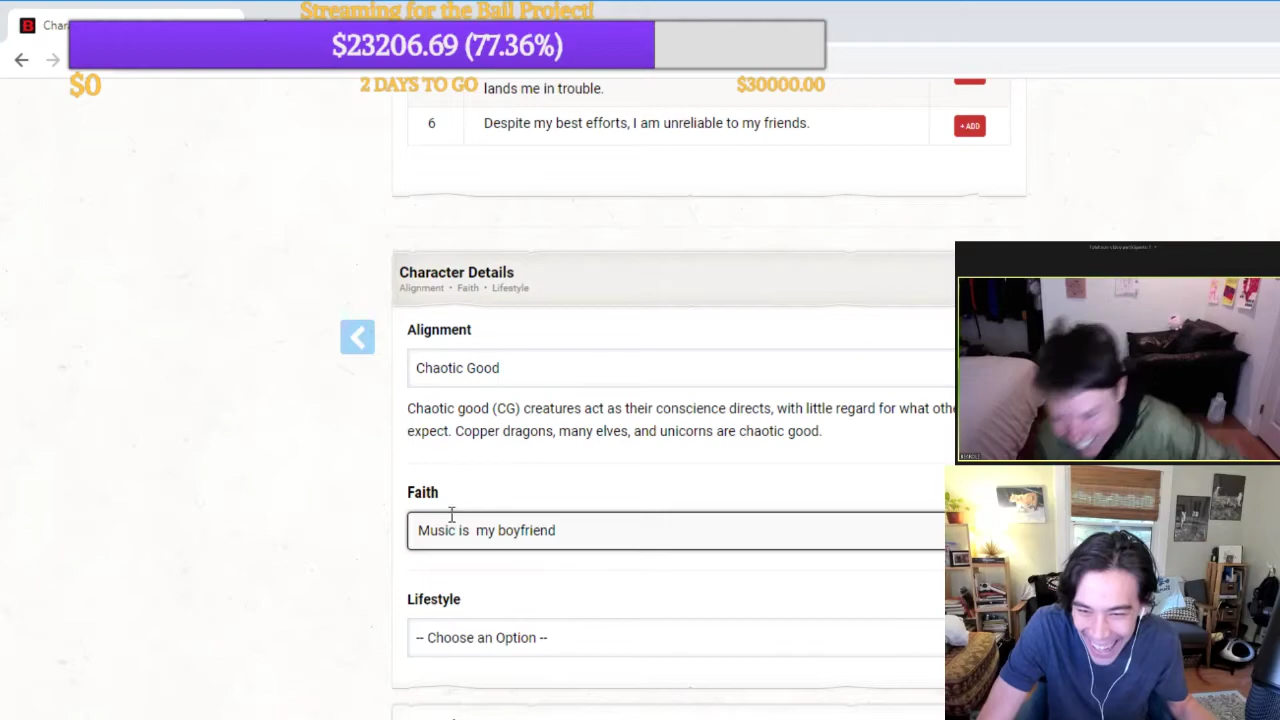 Streaming for the Bail Project!
$23206.69 (77.36%)
$0
2 DAYS TO GO
$30000.00
lands me in trouble.
6
Despite my best efforts, I am unreliable to my friends.
+ ADD
Character Details
Alignment • Faith • Lifestyle
Alignment
Chaotic Good
Chaotic good (CG) creatures act as their conscience directs, with little regard for what othe
expect. Copper dragons, many elves, and unicorns are chaotic good.
Faith
Music is  my boyfriend
Lifestyle
-- Choose an Option --